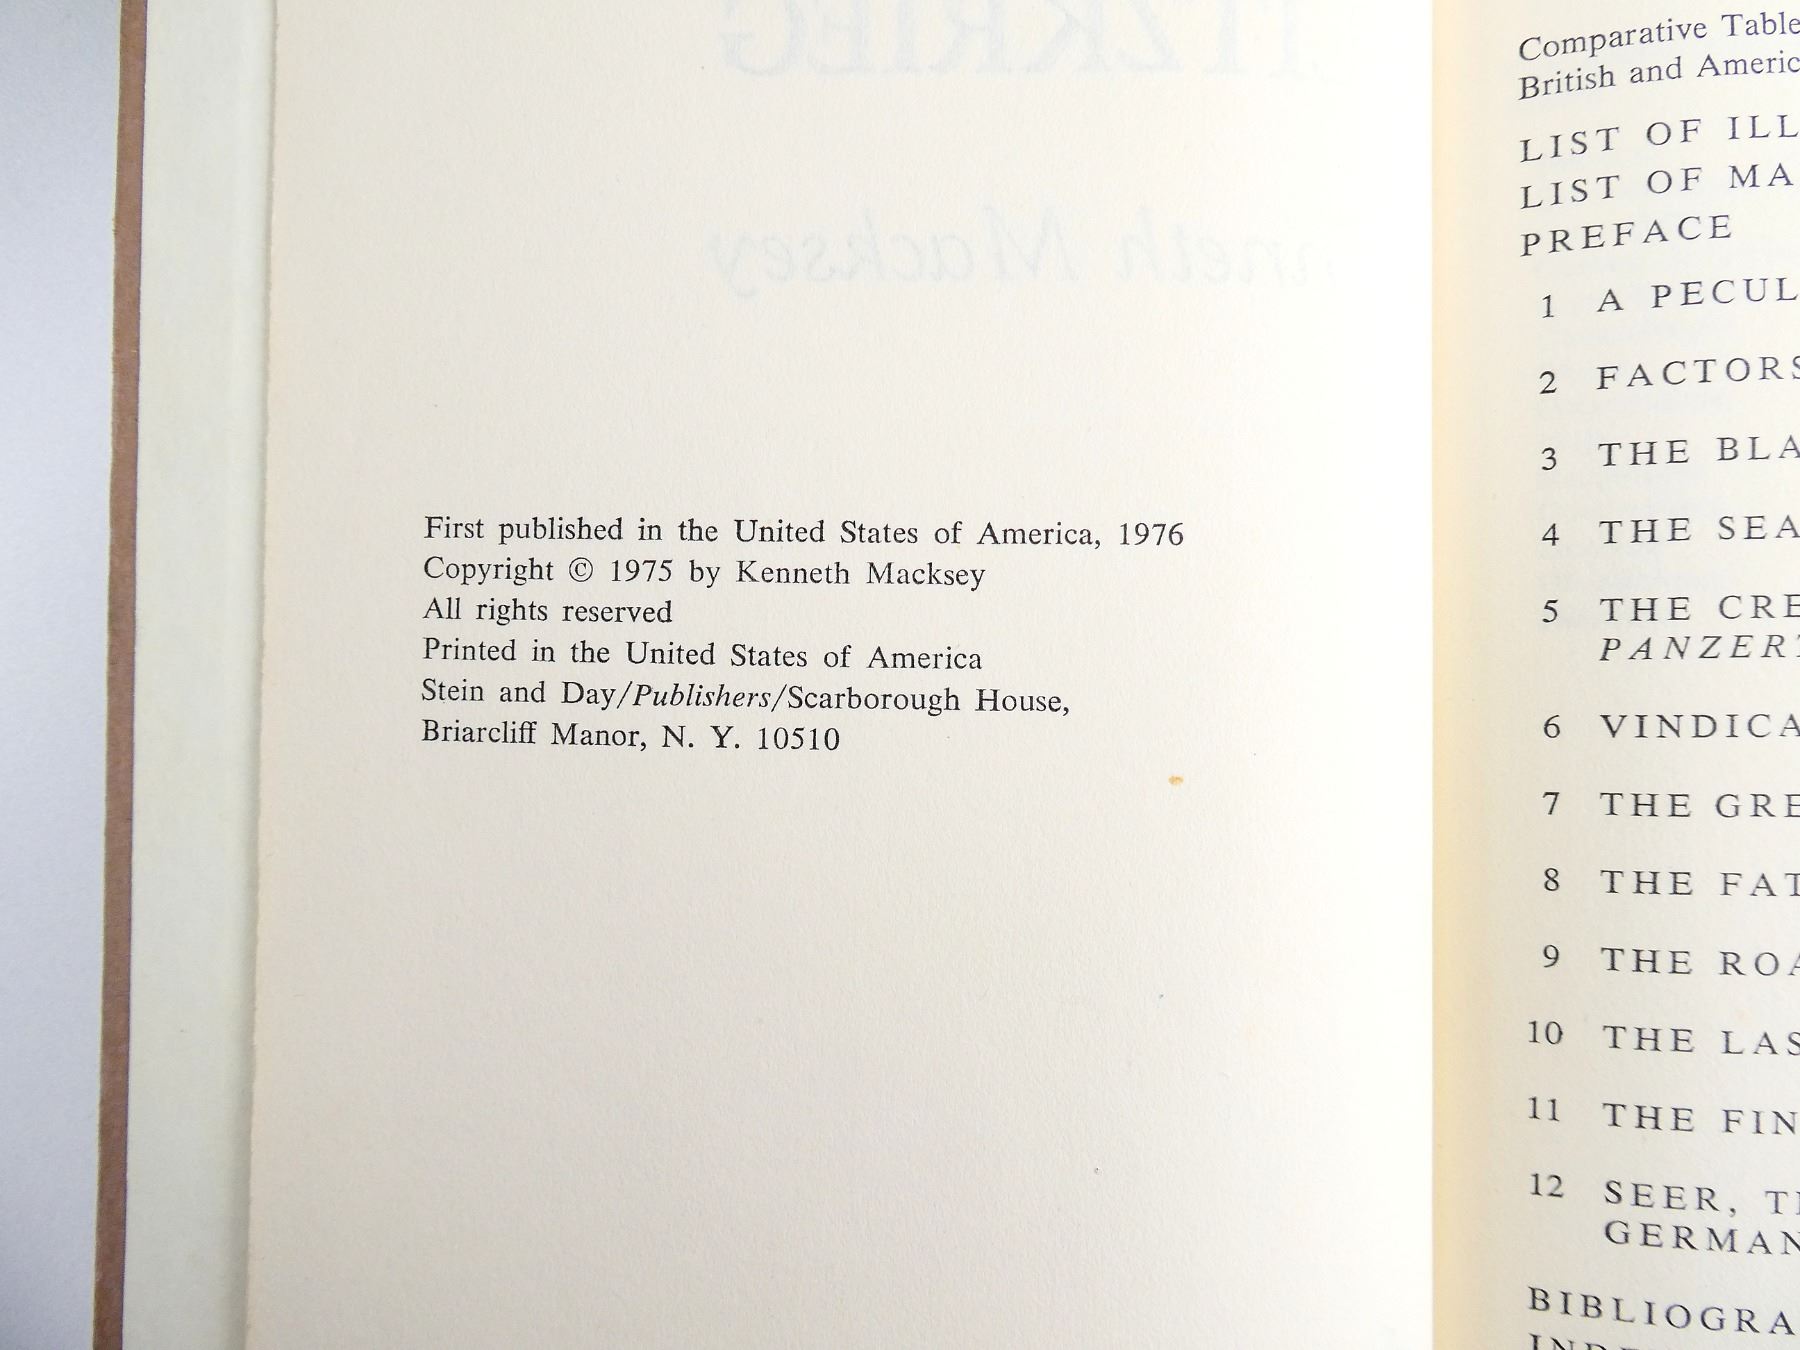 First published in the United States of America, 1976
Copyright © 1975 by Kenneth Macksey
All rights reserved
Printed in the United States of America
Stein and Day/Publishers/Scarborough House,
Briarcliff Manor, N. Y. 10510
Comparative Table
British and Americ
LIST OF ILL
LIST OF MA
PREFACE
1 A PECUL
2 FACTORS
3 THE BLA
4 THE SEA
5 THE CRE
PANZERT
6 VINDICA
7 THE GRE
8 THE FAT
9 THE ROA
10 THE LAS
11 THE FIN
12 SEER, TE
GERMAN
BIBLIOGRA